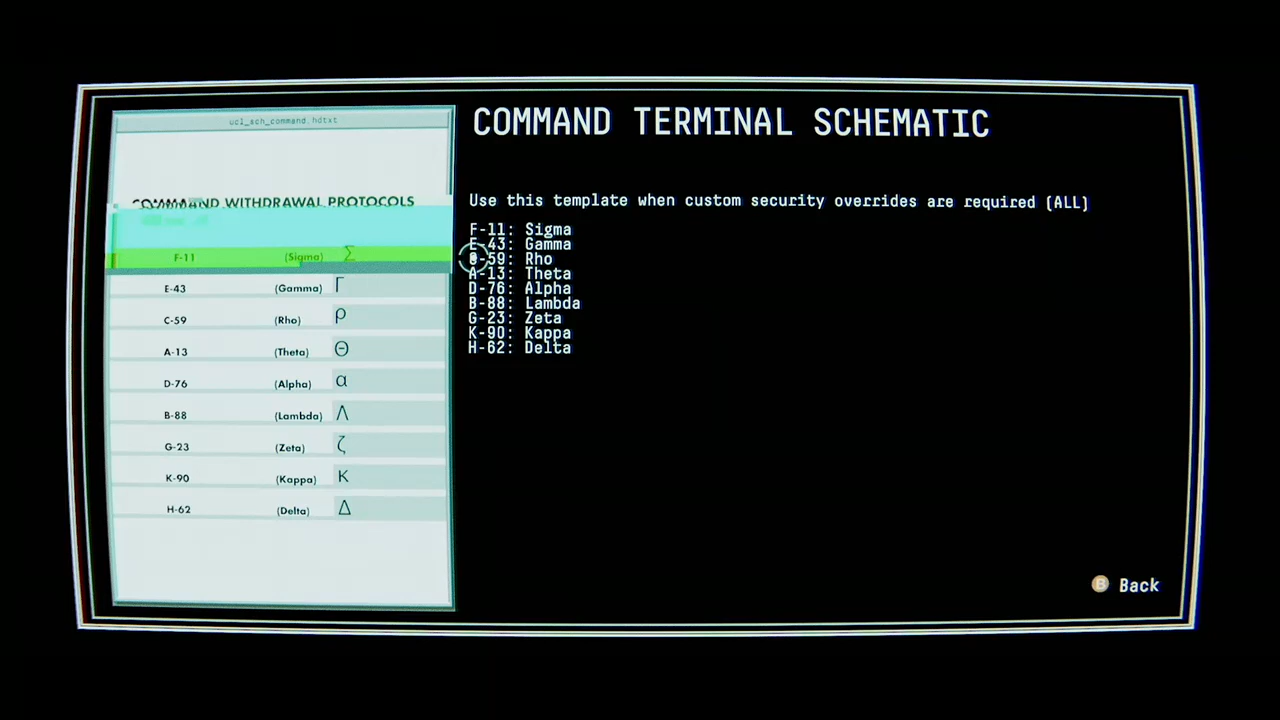 ucl_sch_command.hdtxt
COMMAND WITHDRAWAL PROTOCOLS
F-11 (Sigma) Σ
E-43 (Gamma) Γ
C-59 (Rho) ρ
A-13 (Theta) Θ
D-76 (Alpha) α
B-88 (Lambda) Λ
G-23 (Zeta) ζ
K-90 (Kappa) K
H-62 (Delta) Δ
COMMAND TERMINAL SCHEMATIC
Use this template when custom security overrides are required (ALL)
F-11: Sigma
E-43: Gamma
C-59: Rho
A-13: Theta
D-76: Alpha
B-88: Lambda
G-23: Zeta
K-90: Kappa
H-62: Delta
B Back